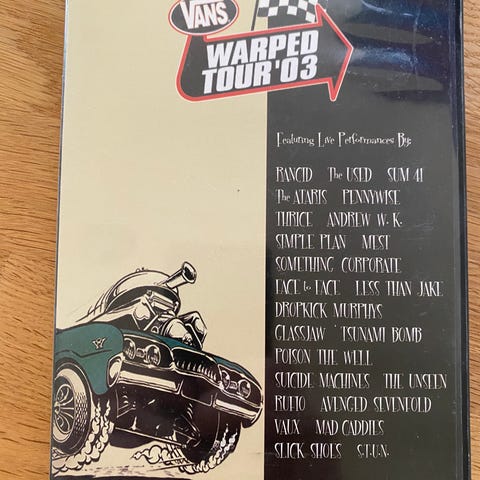 VANS
WARPED
TOUR '03
Featuring Live Performances By:
RANCID The USED SUM 41
The ATARIS PENNYWISE
THRICE ANDREW W. K.
SIMPLE PLAN MEST
SOMETHING CORPORATE
FACE to FACE LESS THAN JAKE
DROPKICK MURPHYS
GLASSJAW TSUNAMI BOMB
POISON THE WELL
SUICIDE MACHINES THE UNSEEN
RUFIO AVENGED SEVENFOLD
VAUX MAD CADDIES
SLICK SHOES S.T.U.N.